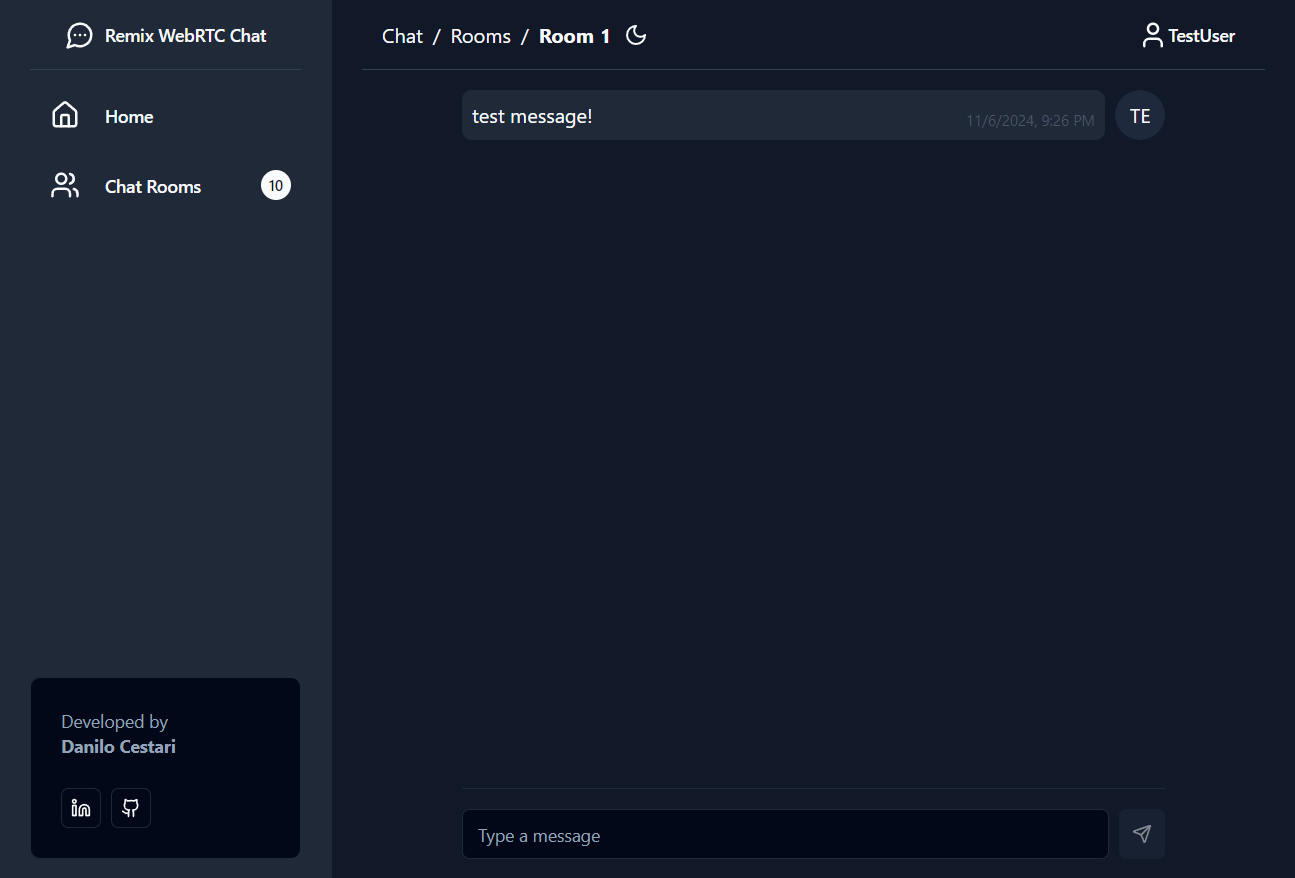 Remix WebRTC Chat
Home
Chat Rooms 10
Developed by
Danilo Cestari
Chat / Rooms / Room 1
TestUser
test message!
11/6/2024, 9:26 PM
TE
Type a message